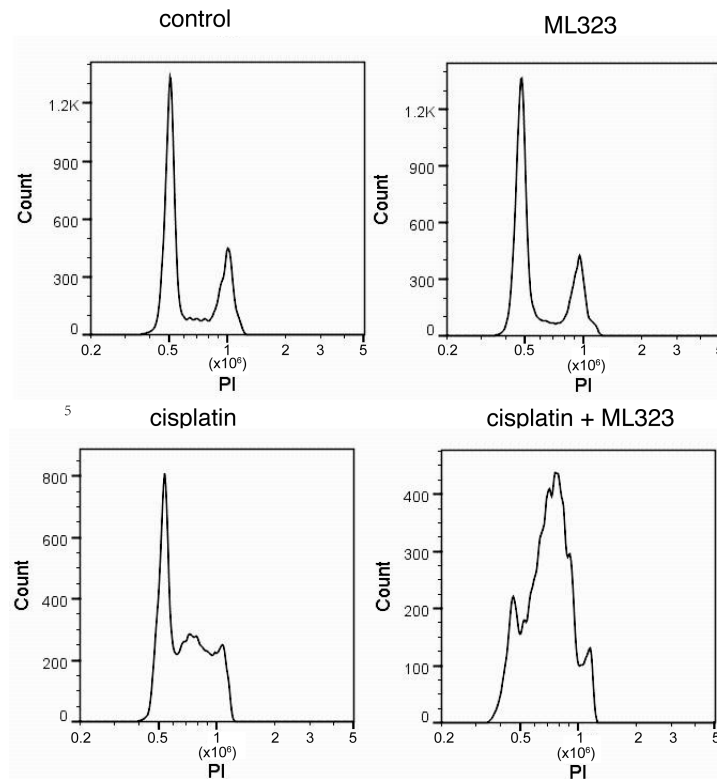 control
ML323
1.2K
900
600
300
0
Count
0.2 0.5 1 2 3 5
(x10⁶)
PI
1.2K
900
600
300
0
Count
0.2 0.5 1 2 3 5
(x10⁶)
PI
5
cisplatin
cisplatin + ML323
800
600
400
200
0
Count
0.2 0.5 1 2 3 5
(x10⁶)
PI
400
300
200
100
0
Count
0.2 0.5 1 2 3 5
(x10⁶)
PI